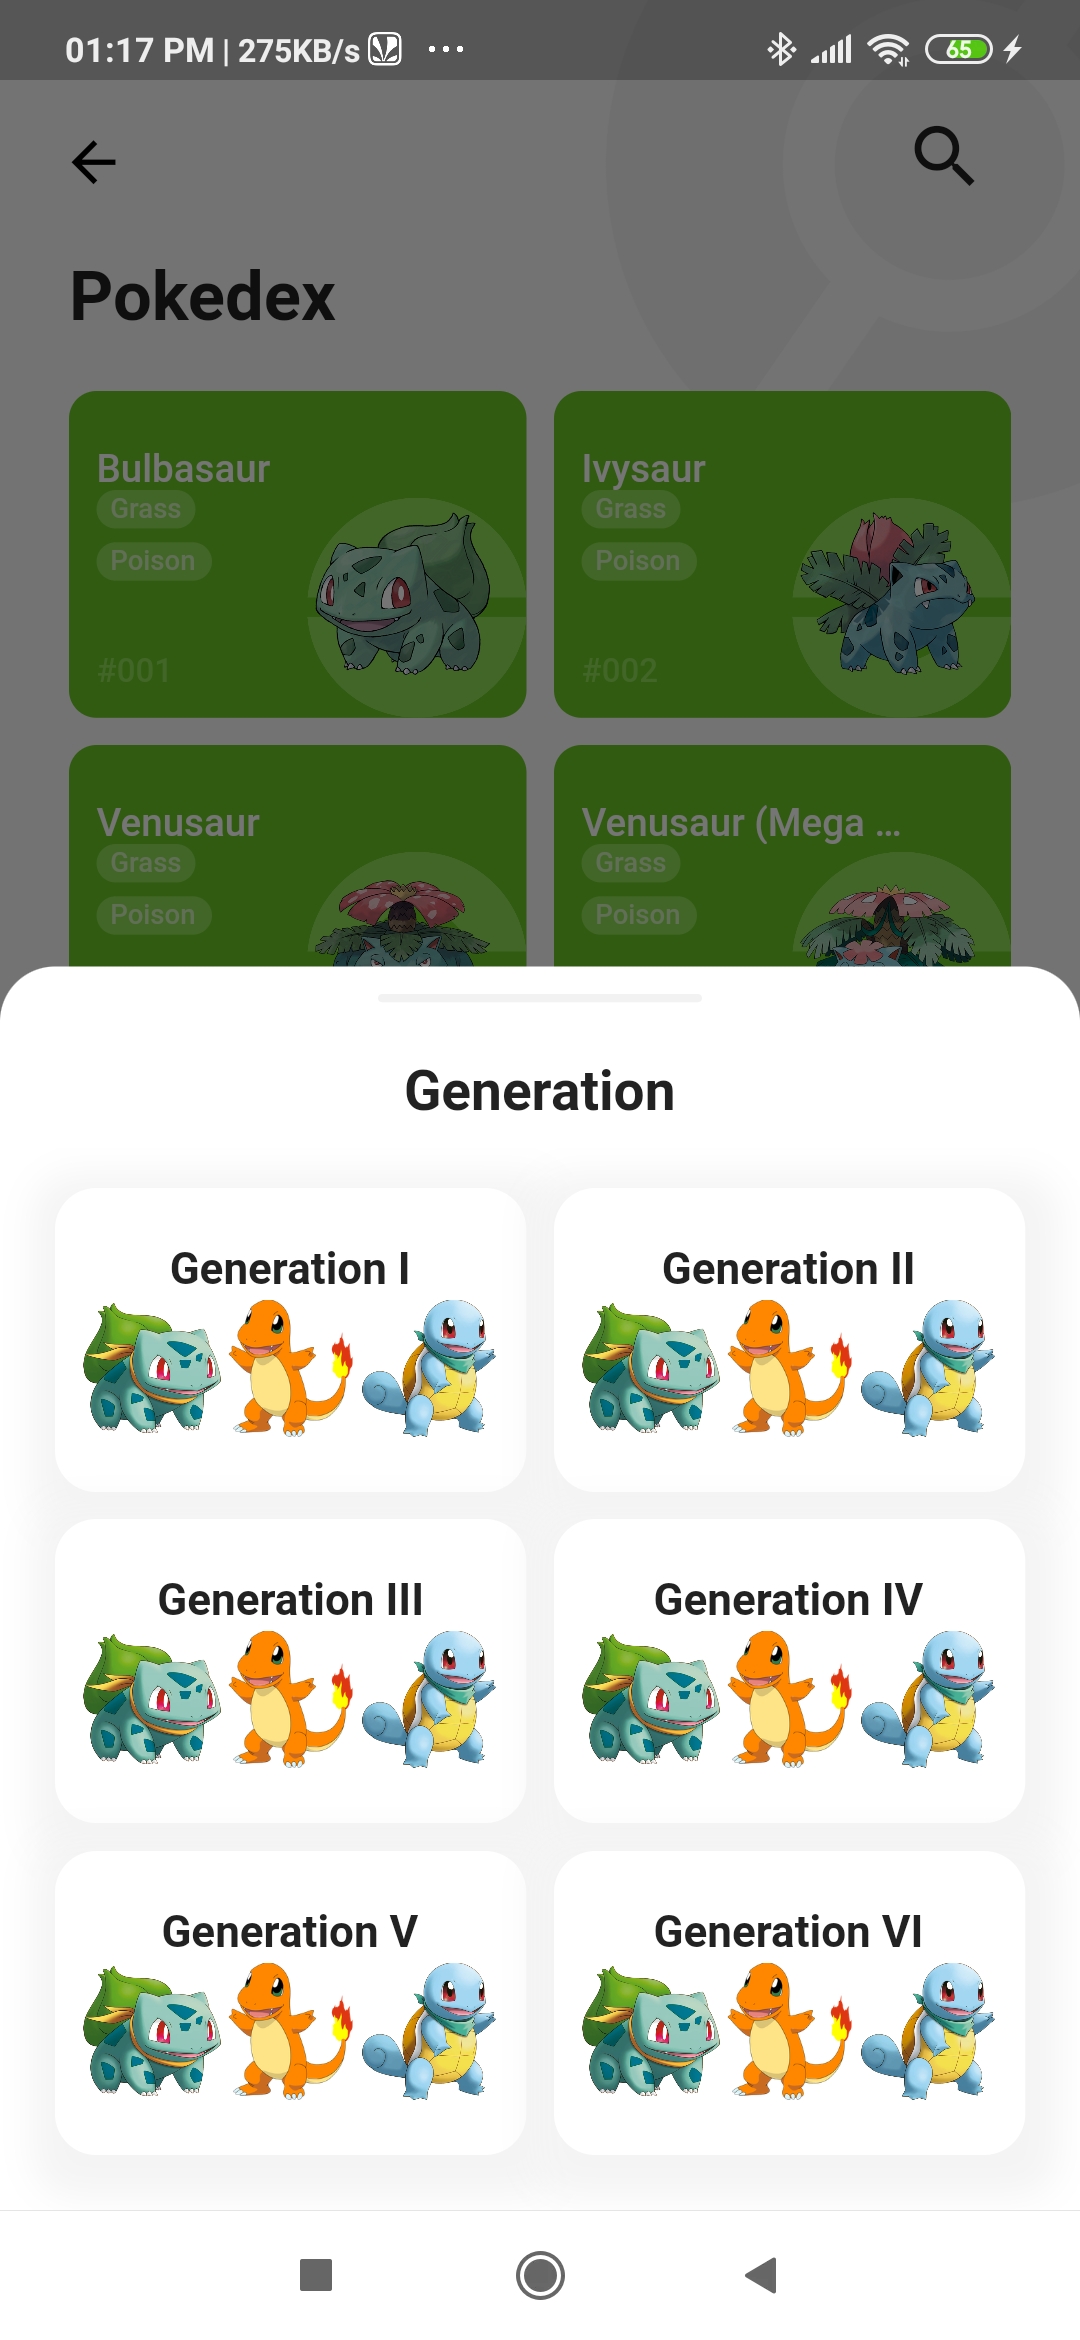 01:17 PM | 275KB/s ...
65
Pokedex
Bulbasaur
Grass
Poison
#001
Ivysaur
Grass
Poison
#002
Venusaur
Grass
Poison
Venusaur (Mega ...
Grass
Poison
Generation
Generation I
Generation II
Generation III
Generation IV
Generation V
Generation VI